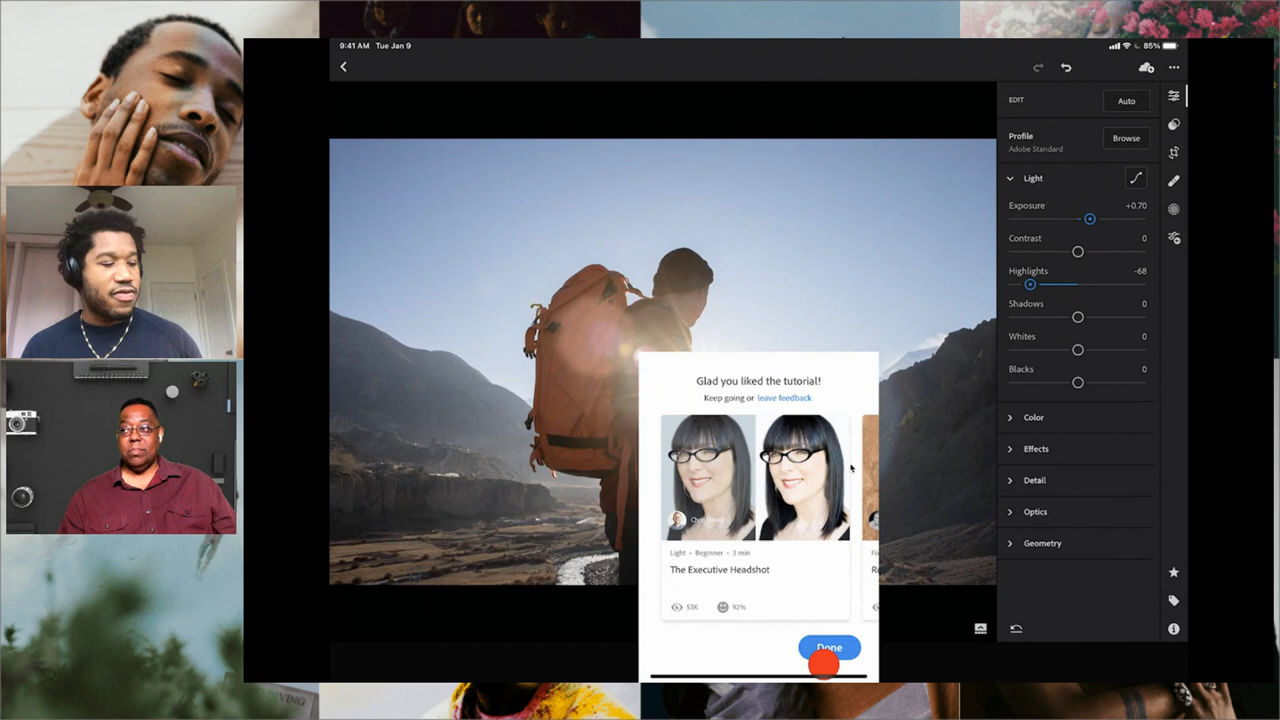 9:41 AM Tue Jan 9
85%
EDIT
Auto
Profile
Adobe Standard
Browse
Light
Exposure +0.70
Contrast 0
Highlights -68
Shadows 0
Whites 0
Blacks 0
Color
Effects
Detail
Optics
Geometry
Glad you liked the tutorial!
Keep going or leave feedback
Light • Beginner • 3 min
The Executive Headshot
53K 92%
Done